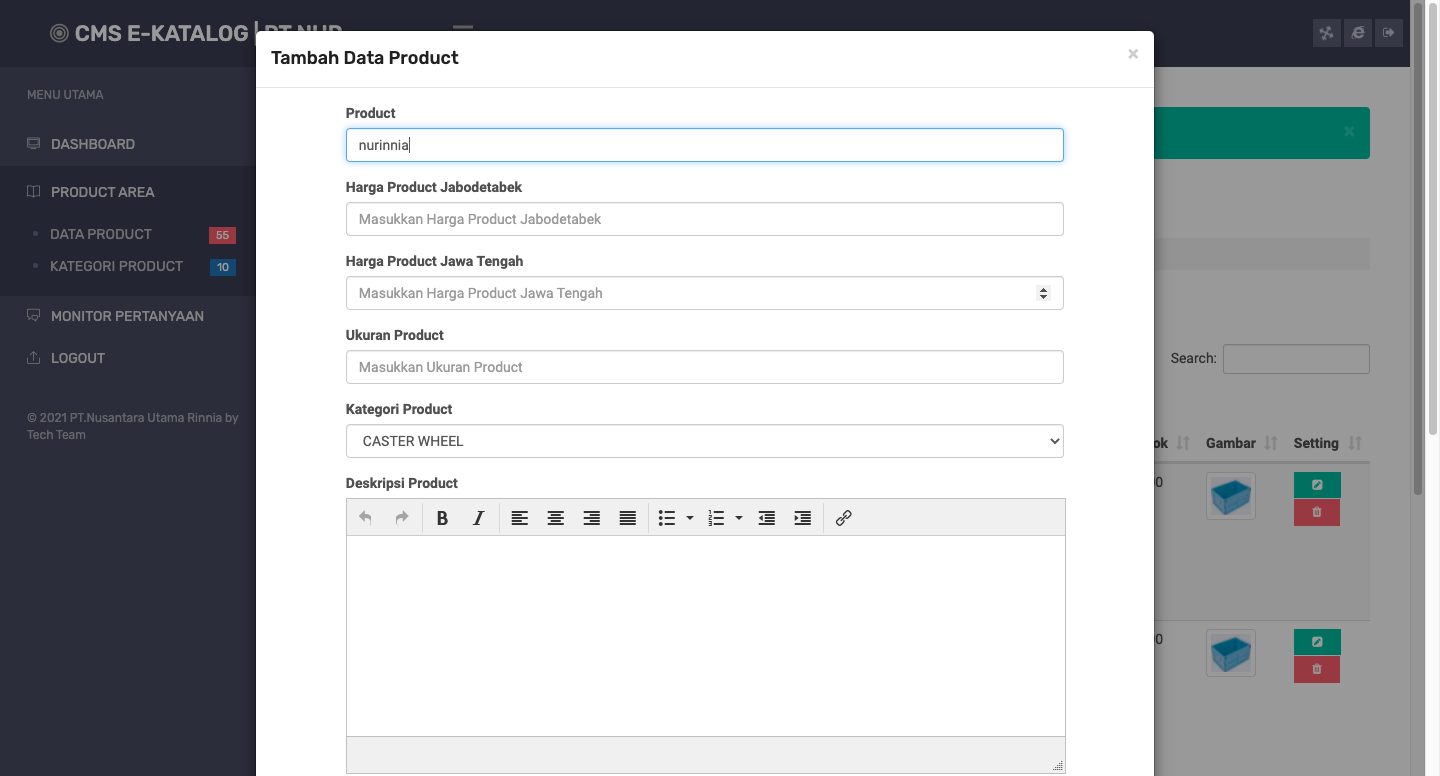 CMS E-KATALOG | PT.NUR
Tambah Data Product
×
MENU UTAMA
DASHBOARD
PRODUCT AREA
DATA PRODUCT 55
KATEGORI PRODUCT 10
MONITOR PERTANYAAN
LOGOUT
© 2021 PT.Nusantara Utama Rinnia by
Tech Team
Product
nurinnia
Harga Product Jabodetabek
Masukkan Harga Product Jabodetabek
Harga Product Jawa Tengah
Masukkan Harga Product Jawa Tengah
Ukuran Product
Masukkan Ukuran Product
Kategori Product
CASTER WHEEL
Deskripsi Product
B I
×
Search:
ok Gambar Setting
00
00